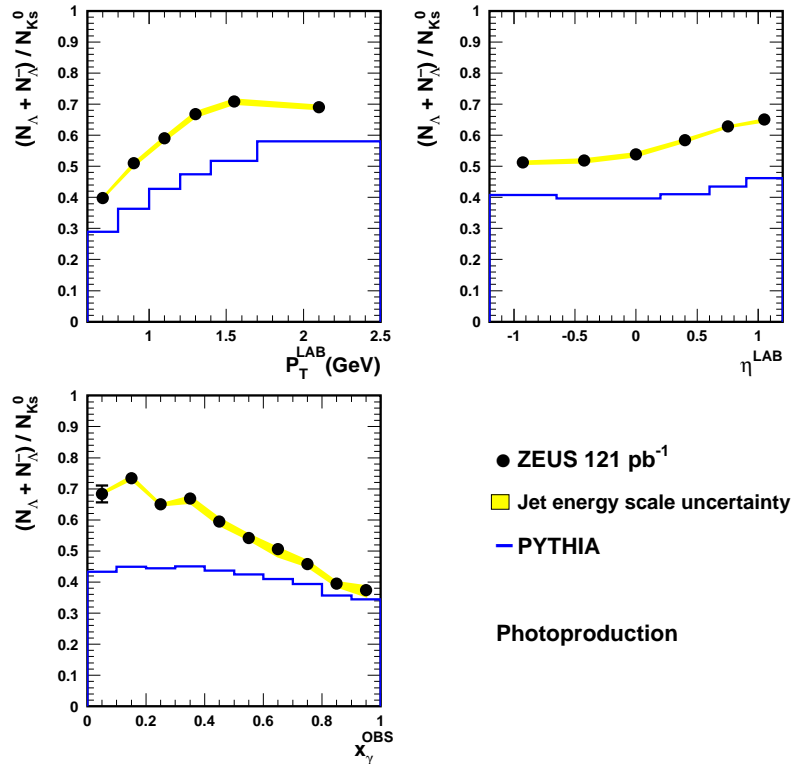 (N_Λ + N_Λ̄) / N_Ks^0
1
0.9
0.8
0.7
0.6
0.5
0.4
0.3
0.2
0.1
0
1 1.5 2 2.5
P_T^LAB (GeV)
(N_Λ + N_Λ̄) / N_Ks^0
1
0.9
0.8
0.7
0.6
0.5
0.4
0.3
0.2
0.1
0
-1 -0.5 0 0.5 1
η^LAB
(N_Λ + N_Λ̄) / N_Ks^0
1
0.9
0.8
0.7
0.6
0.5
0.4
0.3
0.2
0.1
0
0 0.2 0.4 0.6 0.8 1
x_γ^OBS
ZEUS 121 pb^-1
Jet energy scale uncertainty
PYTHIA
Photoproduction